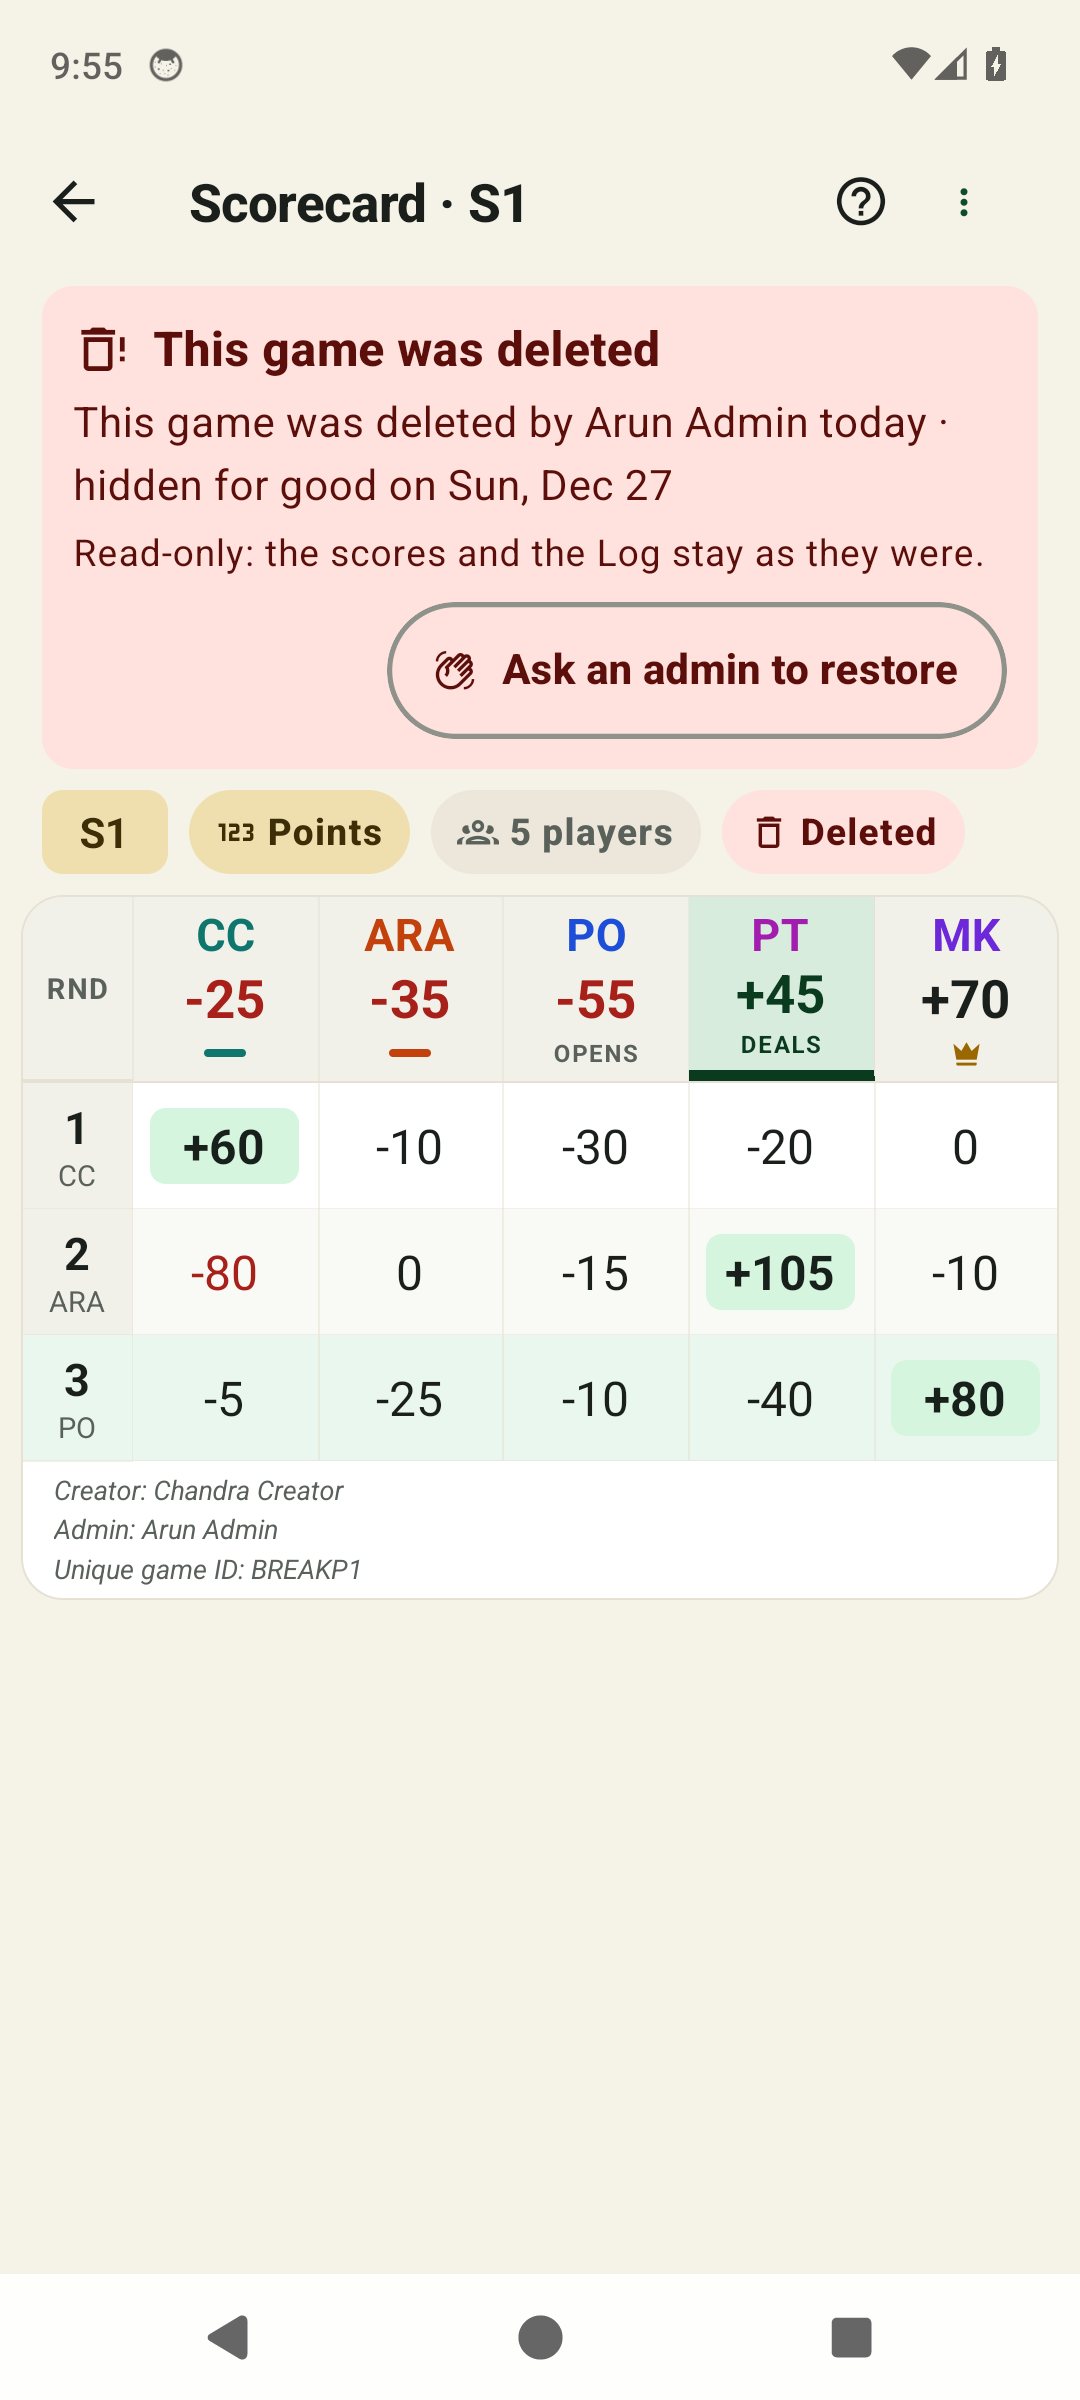 9:55
Scorecard · S1
This game was deleted
This game was deleted by Arun Admin today ·
hidden for good on Sun, Dec 27
Read-only: the scores and the Log stay as they were.
Ask an admin to restore
S1 123 Points 5 players Deleted
RND CC ARA PO PT MK
-25 -35 -55 +45 +70
OPENS DEALS
1 +60 -10 -30 -20 0
CC
2 -80 0 -15 +105 -10
ARA
3 -5 -25 -10 -40 +80
PO
Creator: Chandra Creator
Admin: Arun Admin
Unique game ID: BREAKP1